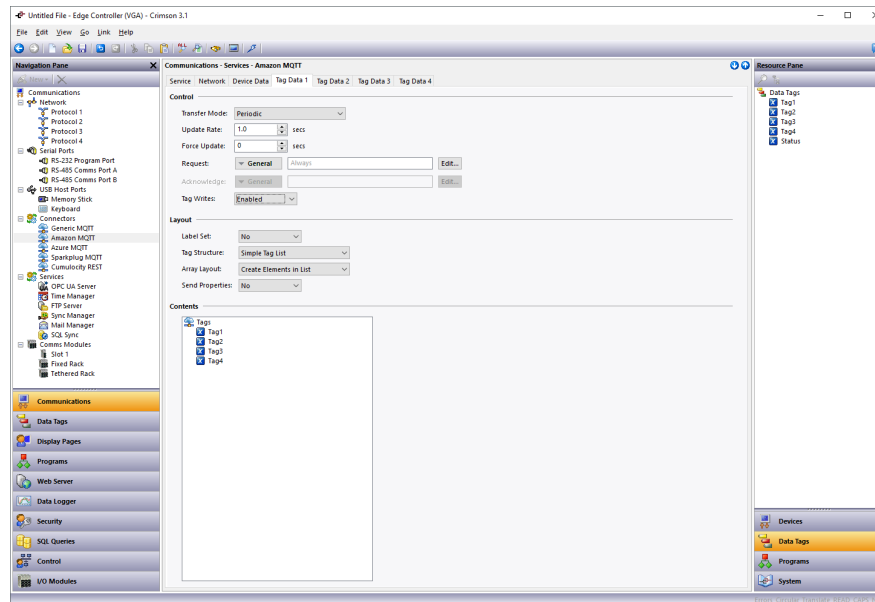 Untitled File - Edge Controller (VGA) - Crimson 3.1
File Edit View Go Link Help
Navigation Pane
New
Communications
Network
Protocol 1
Protocol 2
Protocol 3
Protocol 4
Serial Ports
RS-232 Program Port
RS-485 Comms Port A
RS-485 Comms Port B
USB Host Ports
Memory Stick
Keyboard
Connectors
Generic MQTT
Amazon MQTT
Azure MQTT
Sparkplug MQTT
Cumulocity REST
Services
OPC UA Server
Time Manager
FTP Server
Sync Manager
Mail Manager
SQL Sync
Comms Modules
Slot 1
Fixed Rack
Tethered Rack
Communications
Data Tags
Display Pages
Programs
Web Server
Data Logger
Security
SQL Queries
Control
I/O Modules
Communications - Services - Amazon MQTT
Service Network Device Data Tag Data 1 Tag Data 2 Tag Data 3 Tag Data 4
Control
Transfer Mode: Periodic
Update Rate: 1.0 secs
Force Update: 0 secs
Request: General Always Edit...
Acknowledge: General Edit...
Tag Writes: Enabled
Layout
Label Set: No
Tag Structure: Simple Tag List
Array Layout: Create Elements in List
Send Properties: No
Contents
Tags
Tag1
Tag2
Tag3
Tag4
Resource Pane
Data Tags
Tag1
Tag2
Tag3
Tag4
Status
Devices
Data Tags
Programs
System